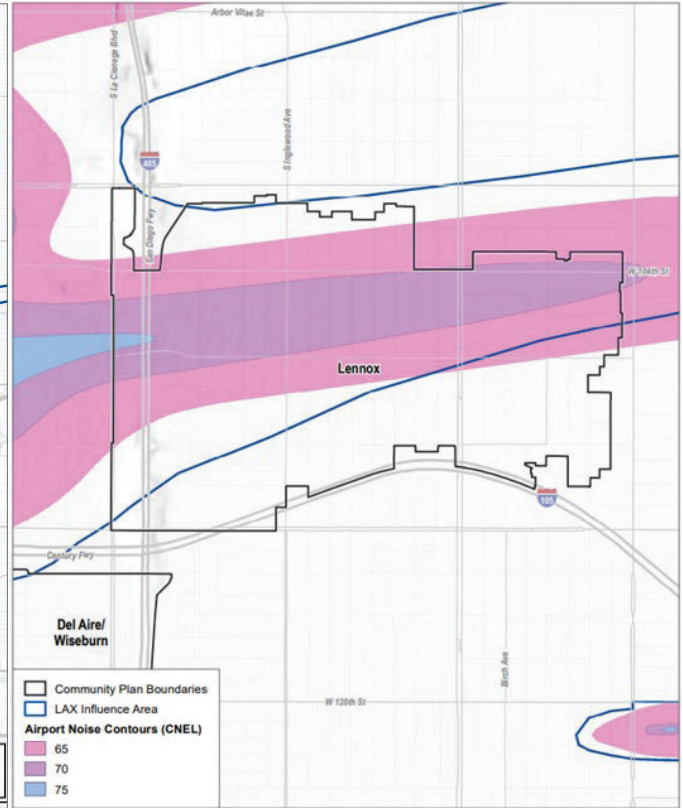 Arbor Vitae St
S La Cienega Blvd
S Inglewood Ave
405
San Diego Fwy
W 104th St
Lennox
105
Century Fwy
Del Aire/
Wiseburn
Birch Ave
W 120th St
Community Plan Boundaries
LAX Influence Area
Airport Noise Contours (CNEL)
65
70
75